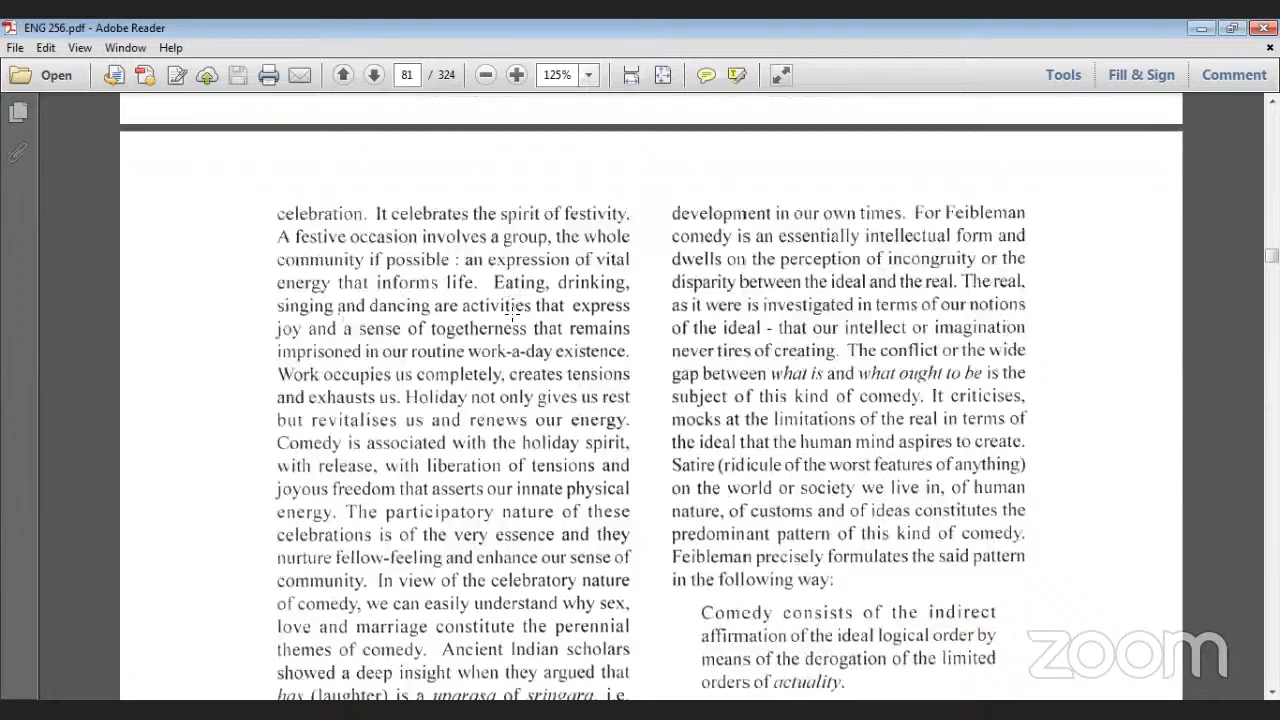 ENG 256.pdf - Adobe Reader
File Edit View Window Help
Open 81 / 324 125% Tools Fill & Sign Comment
celebration. It celebrates the spirit of festivity.
A festive occasion involves a group, the whole
community if possible : an expression of vital
energy that informs life. Eating, drinking,
singing and dancing are activities that express
joy and a sense of togetherness that remains
imprisoned in our routine work-a-day existence.
Work occupies us completely, creates tensions
and exhausts us. Holiday not only gives us rest
but revitalises us and renews our energy.
Comedy is associated with the holiday spirit,
with release, with liberation of tensions and
joyous freedom that asserts our innate physical
energy. The participatory nature of these
celebrations is of the very essence and they
nurture fellow-feeling and enhance our sense of
community. In view of the celebratory nature
of comedy, we can easily understand why sex,
love and marriage constitute the perennial
themes of comedy. Ancient Indian scholars
showed a deep insight when they argued that
has (laughter) is a uparasa of sringara, i.e.
development in our own times. For Feibleman
comedy is an essentially intellectual form and
dwells on the perception of incongruity or the
disparity between the ideal and the real. The real,
as it were is investigated in terms of our notions
of the ideal - that our intellect or imagination
never tires of creating. The conflict or the wide
gap between what is and what ought to be is the
subject of this kind of comedy. It criticises,
mocks at the limitations of the real in terms of
the ideal that the human mind aspires to create.
Satire (ridicule of the worst features of anything)
on the world or society we live in, of human
nature, of customs and of ideas constitutes the
predominant pattern of this kind of comedy.
Feibleman precisely formulates the said pattern
in the following way:
Comedy consists of the indirect
affirmation of the ideal logical order by
means of the derogation of the limited
orders of actuality.
zoom